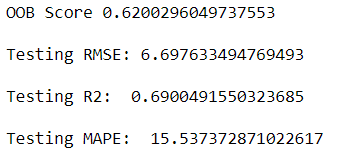 OOB Score 0.6200296049737553
Testing RMSE: 6.697633494769493
Testing R2:  0.6900491550323685
Testing MAPE:  15.537372871022617